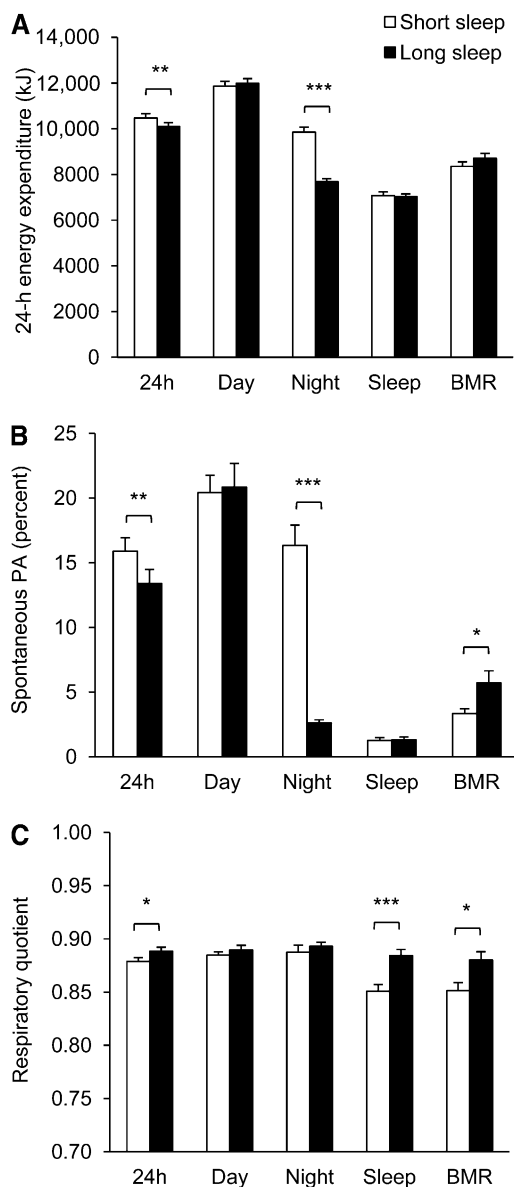 A
Short sleep
Long sleep
24-h energy expenditure (kJ)
14,000
12,000
10,000
8000
6000
4000
2000
0
**
***
24h Day Night Sleep BMR
B
Spontaneous PA (percent)
25
20
15
10
5
0
**
***
*
24h Day Night Sleep BMR
C
Respiratory quotient
1.00
0.95
0.90
0.85
0.80
0.75
0.70
*
***
*
24h Day Night Sleep BMR